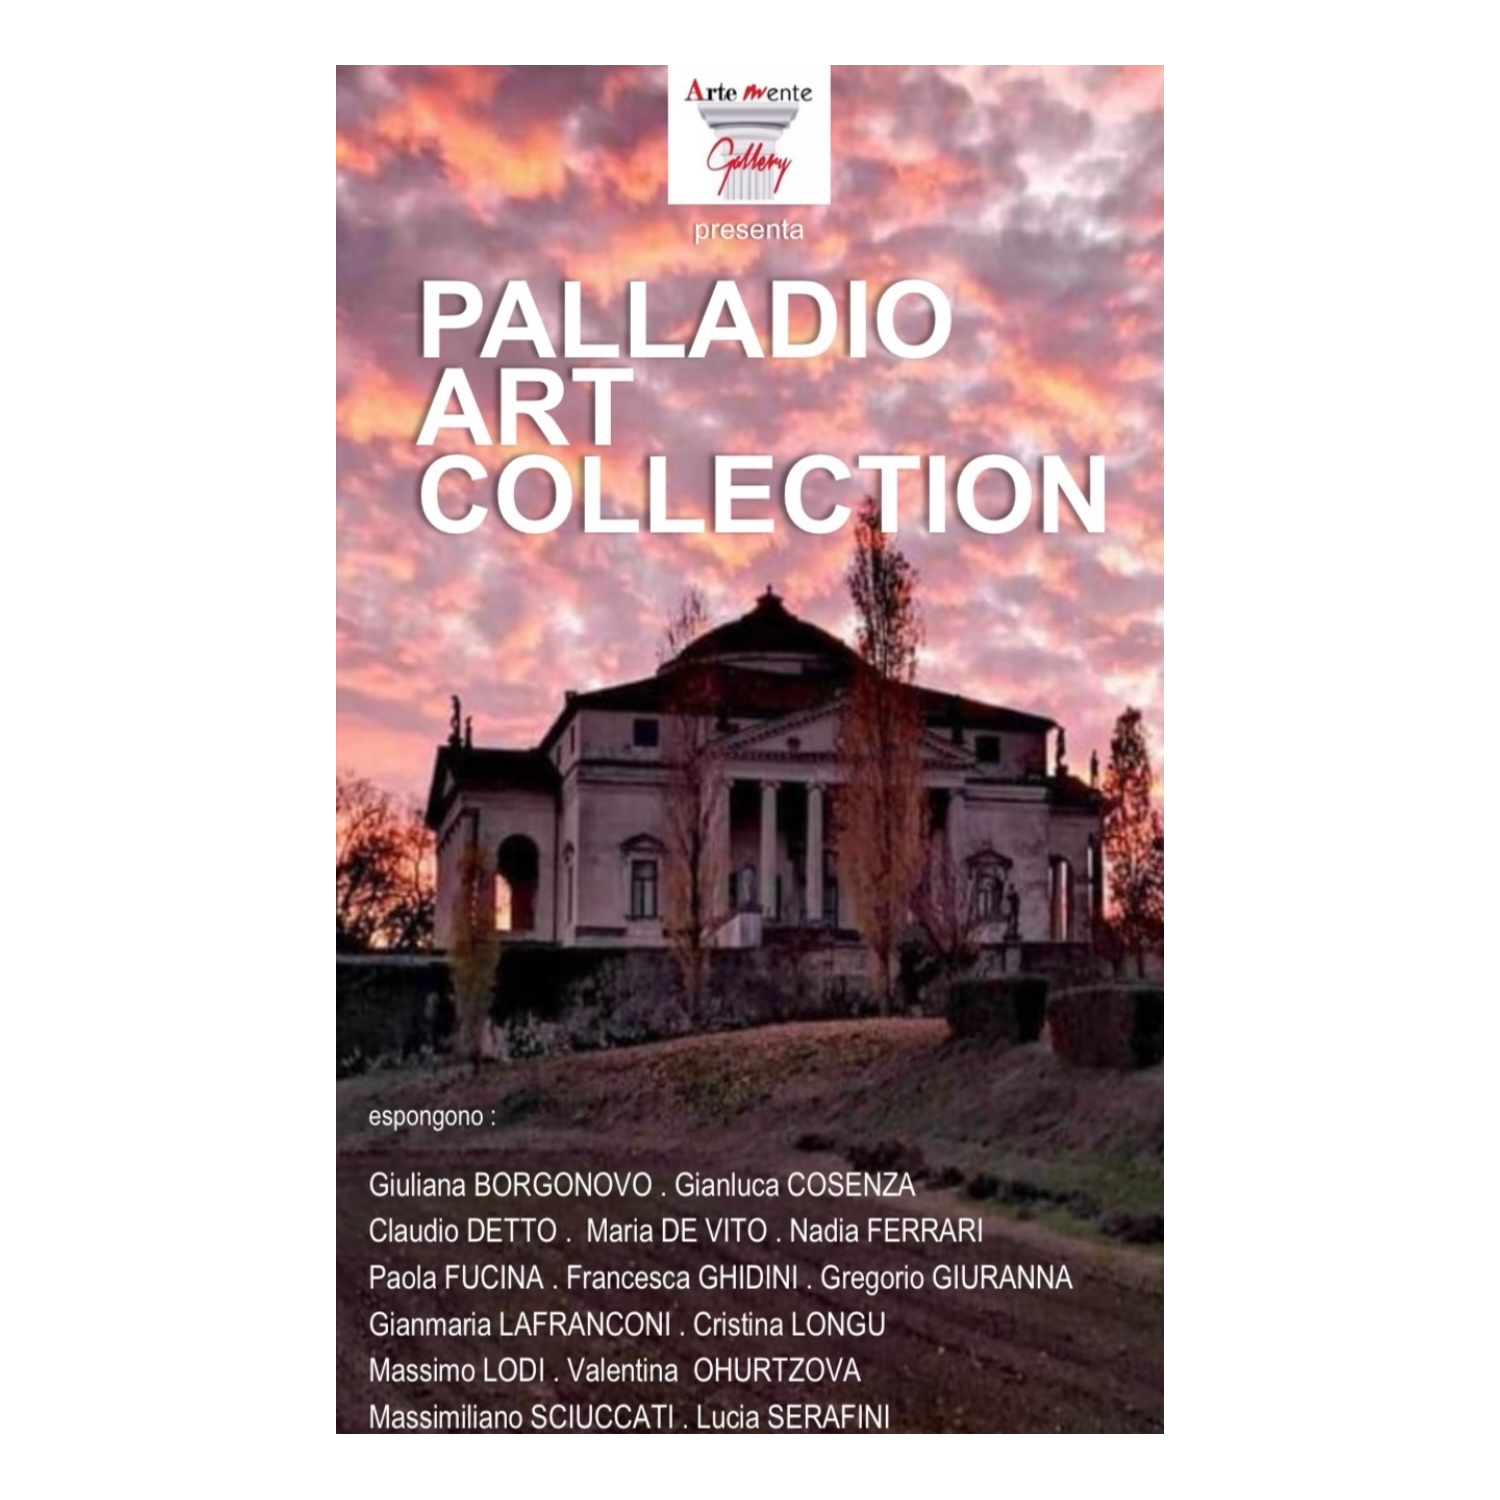 Arte Mente
Gallery
presenta
PALLADIO
ART
COLLECTION
espongono :
Giuliana BORGONOVO . Gianluca COSENZA
Claudio DETTO . Maria DE VITO . Nadia FERRARI
Paola FUCINA . Francesca GHIDINI . Gregorio GIURANNA
Gianmaria LAFRANCONI . Cristina LONGU
Massimo LODI . Valentina OHURTZOVA
Massimiliano SCIUCCATI . Lucia SERAFINI